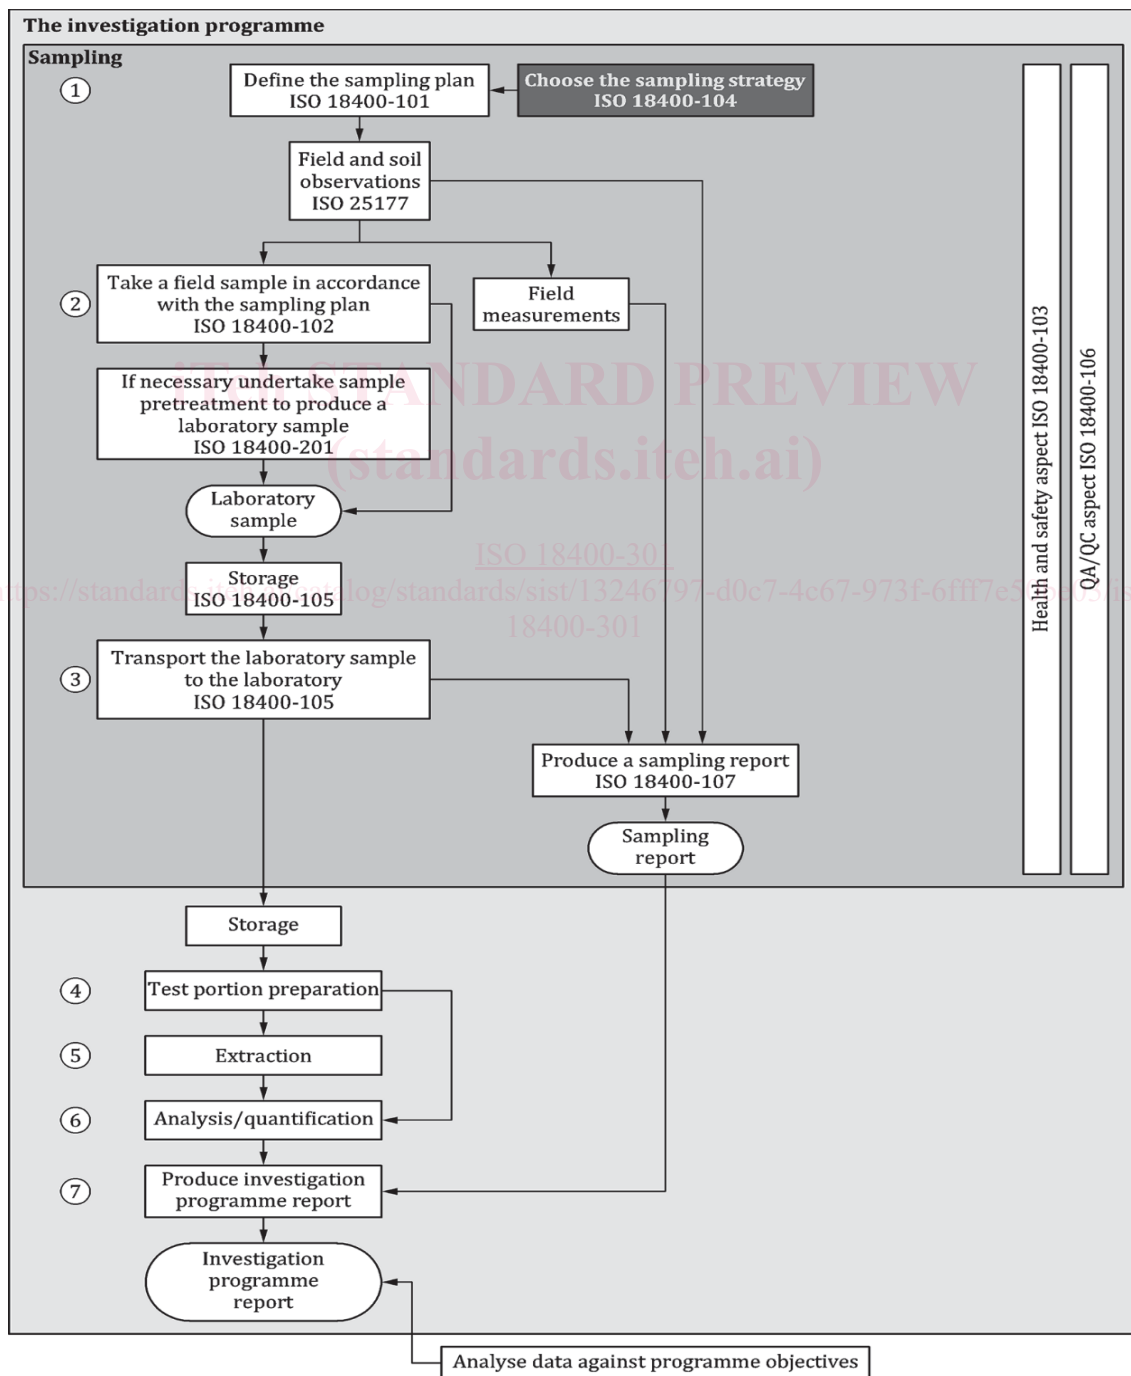 The investigation programme
Sampling
1
Define the sampling plan
ISO 18400-101
Choose the sampling strategy
ISO 18400-104
Field and soil
observations
ISO 25177
2
Take a field sample in accordance
with the sampling plan
ISO 18400-102
Field
measurements
If necessary undertake sample
pretreatment to produce a
laboratory sample
ISO 18400-201
iTeh STANDARD PREVIEW
(standards.iteh.ai)
Laboratory
sample
ISO 18400-301
Storage
ISO 18400-105
18400-301
3
Transport the laboratory sample
to the laboratory
ISO 18400-105
Produce a sampling report
ISO 18400-107
Sampling
report
Health and safety aspect ISO 18400-103
QA/QC aspect ISO 18400-106
Storage
4
Test portion preparation
5
Extraction
6
Analysis/quantification
7
Produce investigation
programme report
Investigation
programme
report
Analyse data against programme objectives